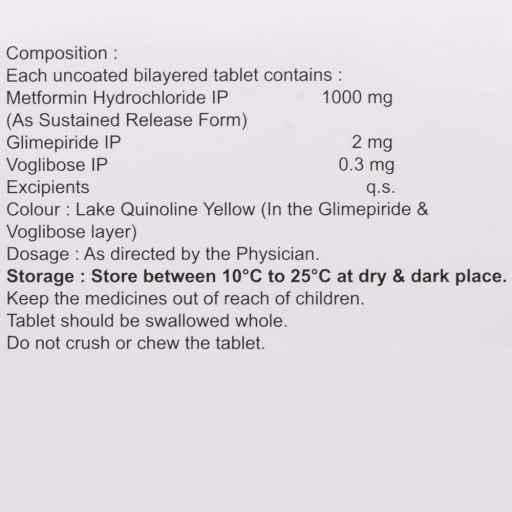 Composition :
Each uncoated bilayered tablet contains :
Metformin Hydrochloride IP 1000 mg
(As Sustained Release Form)
Glimepiride IP 2 mg
Voglibose IP 0.3 mg
Excipients q.s.
Colour : Lake Quinoline Yellow (In the Glimepiride &
Voglibose layer)
Dosage : As directed by the Physician.
Storage : Store between 10°C to 25°C at dry & dark place.
Keep the medicines out of reach of children.
Tablet should be swallowed whole.
Do not crush or chew the tablet.